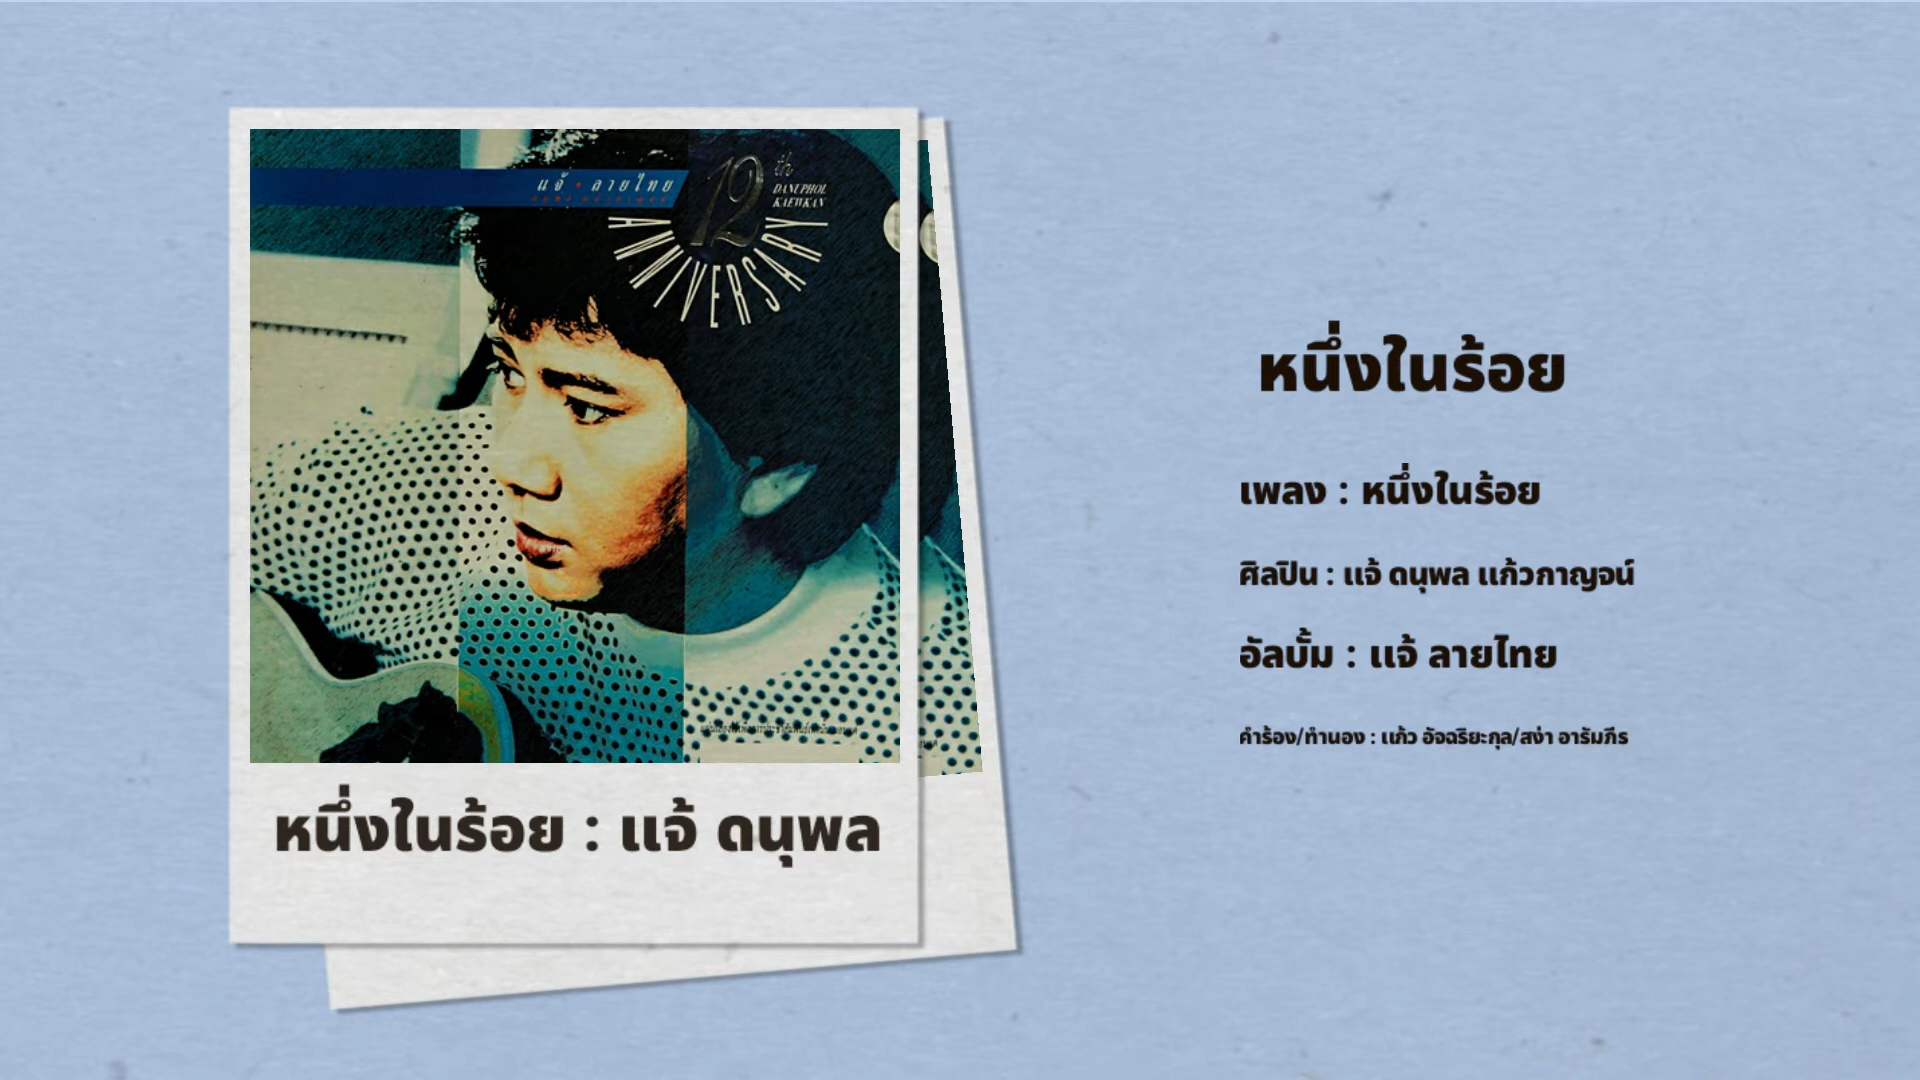 แจ้ • ลายไทย
12th
DANUPHOL
KAEWKAN
ANNIVERSARY
หนึ่งในร้อย : แจ้ ดนุพล
หนึ่งในร้อย
เพลง : หนึ่งในร้อย
ศิลปิน : แจ้ ดนุพล แก้วกาญจน์
อัลบั้ม : แจ้ ลายไทย
คำร้อง/ทำนอง : แก้ว อัจฉริยะกุล/สง่า อารัมภีร